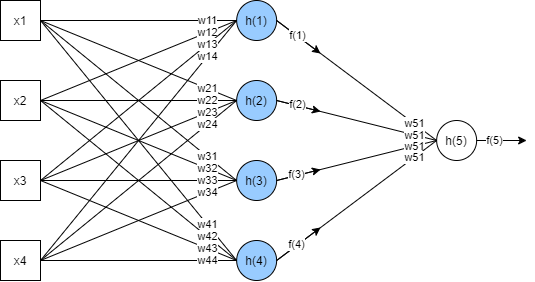 x1
w11
w12
w13
w14
h(1)
f(1)
x2
w21
w22
w23
w24
h(2)
f(2)
w51
w51
w51
w51
h(5)
f(5)
x3
w31
w32
w33
w34
h(3)
f(3)
x4
w41
w42
w43
w44
h(4)
f(4)